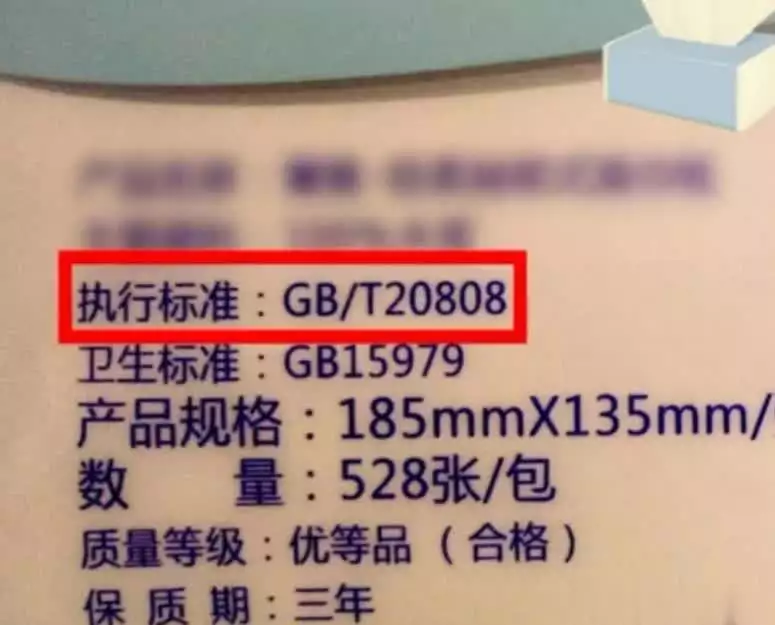 执行标准：GB/T20808
卫生标准：GB15979
产品规格：185mmX135mm/
数 量：528张/包
质量等级：优等品（合格）
保 质 期：三年